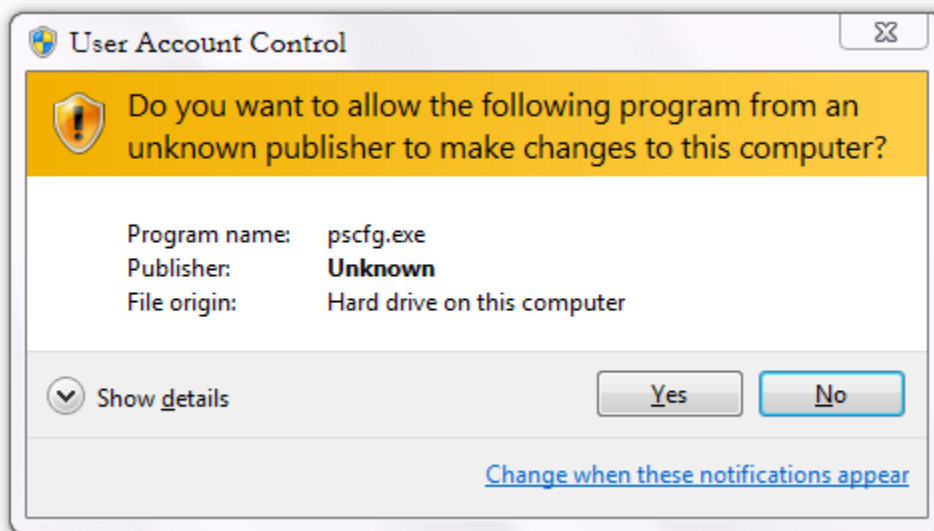 User Account Control
Do you want to allow the following program from an
unknown publisher to make changes to this computer?
Program name: pscfg.exe
Publisher: Unknown
File origin: Hard drive on this computer
Show details
Yes
No
Change when these notifications appear